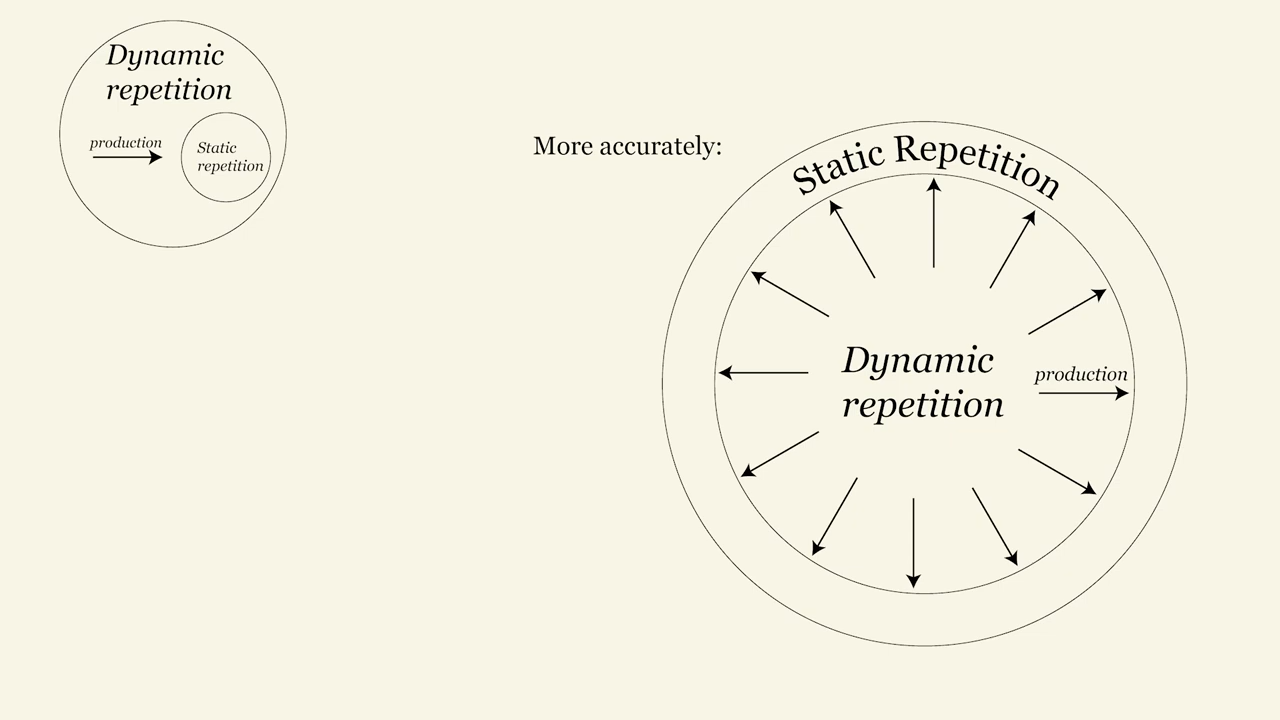 Dynamic
repetition
production
Static
repetition
More accurately:
Static Repetition
Dynamic
repetition
production